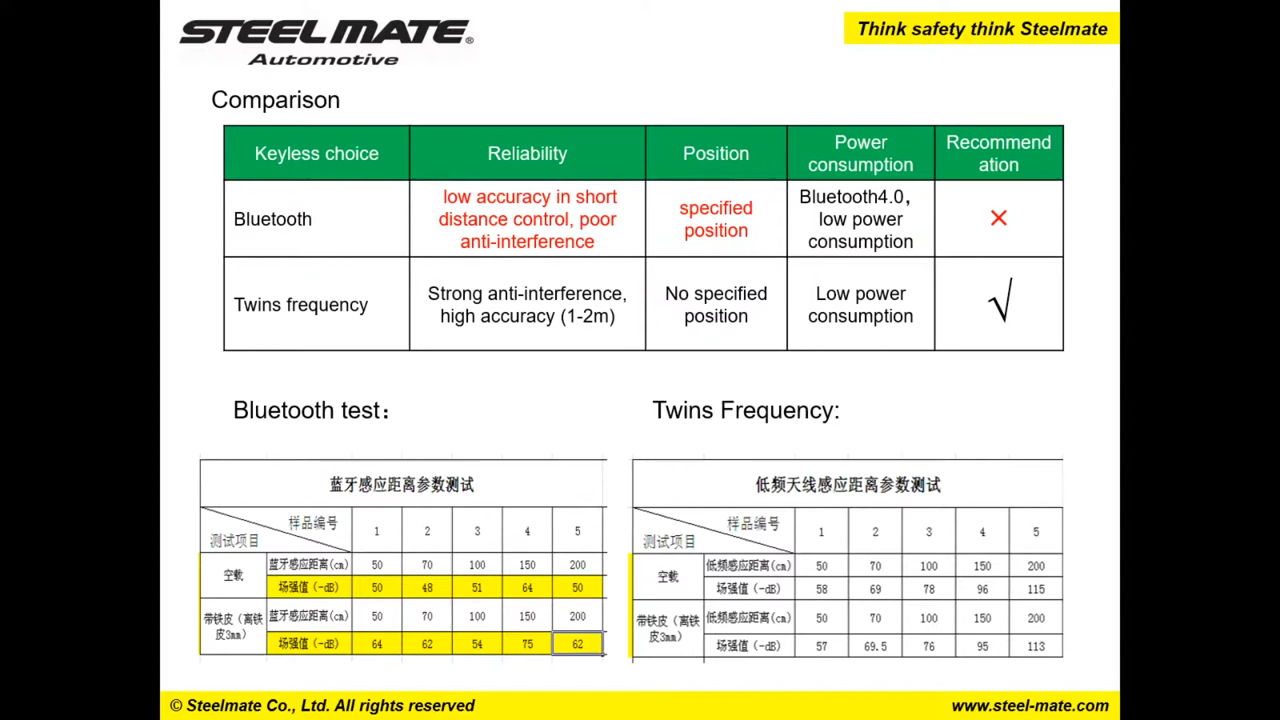 STEELMATE®
Automotive
Think safety think Steelmate
Comparison
Keyless choice
Reliability
Position
Power
consumption
Recommend
ation
Bluetooth
low accuracy in short
distance control, poor
anti-interference
specified
position
Bluetooth4.0，
low power
consumption
×
Twins frequency
Strong anti-interference,
high accuracy (1-2m)
No specified
position
Low power
consumption
√
Bluetooth test：
Twins Frequency:
蓝牙感应距离参数测试
样品编号
测试项目
1 2 3 4 5
空载
蓝牙感应距离(cm) 50 70 100 150 200
场强值（-dB） 50 48 51 64 50
带铁皮（离铁
皮3mm）
蓝牙感应距离(cm) 50 70 100 150 200
场强值（-dB） 64 62 54 75 62
低频天线感应距离参数测试
样品编号
测试项目
1 2 3 4 5
空载
低频感应距离(cm) 50 70 100 150 200
场强值（-dB） 58 69 78 96 115
带铁皮（离铁
皮3mm）
低频感应距离(cm) 50 70 100 150 200
场强值（-dB） 57 69.5 76 95 113
© Steelmate Co., Ltd. All rights reserved
www.steel-mate.com